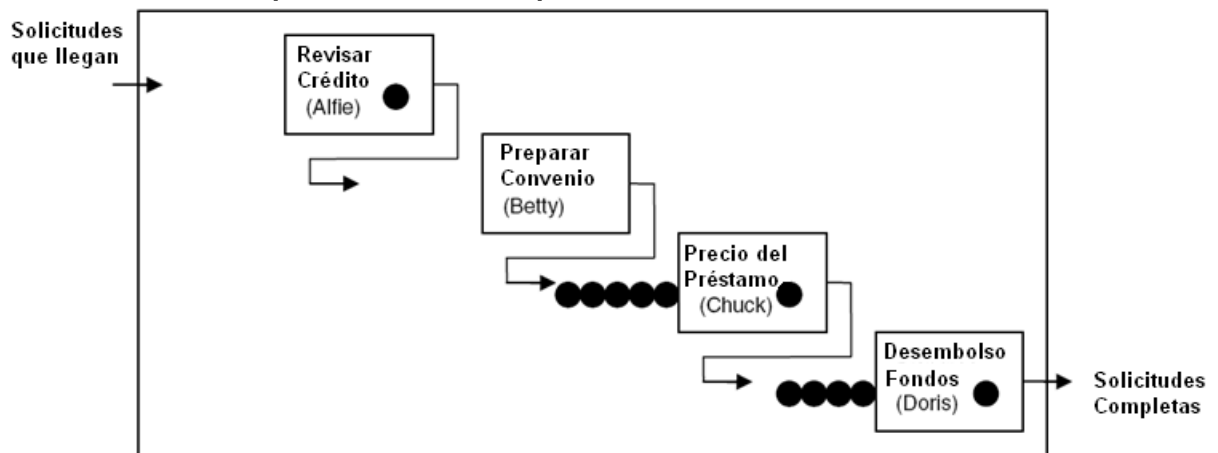 Solicitudes
que llegan
Revisar
Crédito
(Alfie)
Preparar
Convenio
(Betty)
Precio del
Préstamo
(Chuck)
Desembolso
Fondos
(Doris)
Solicitudes
Completas